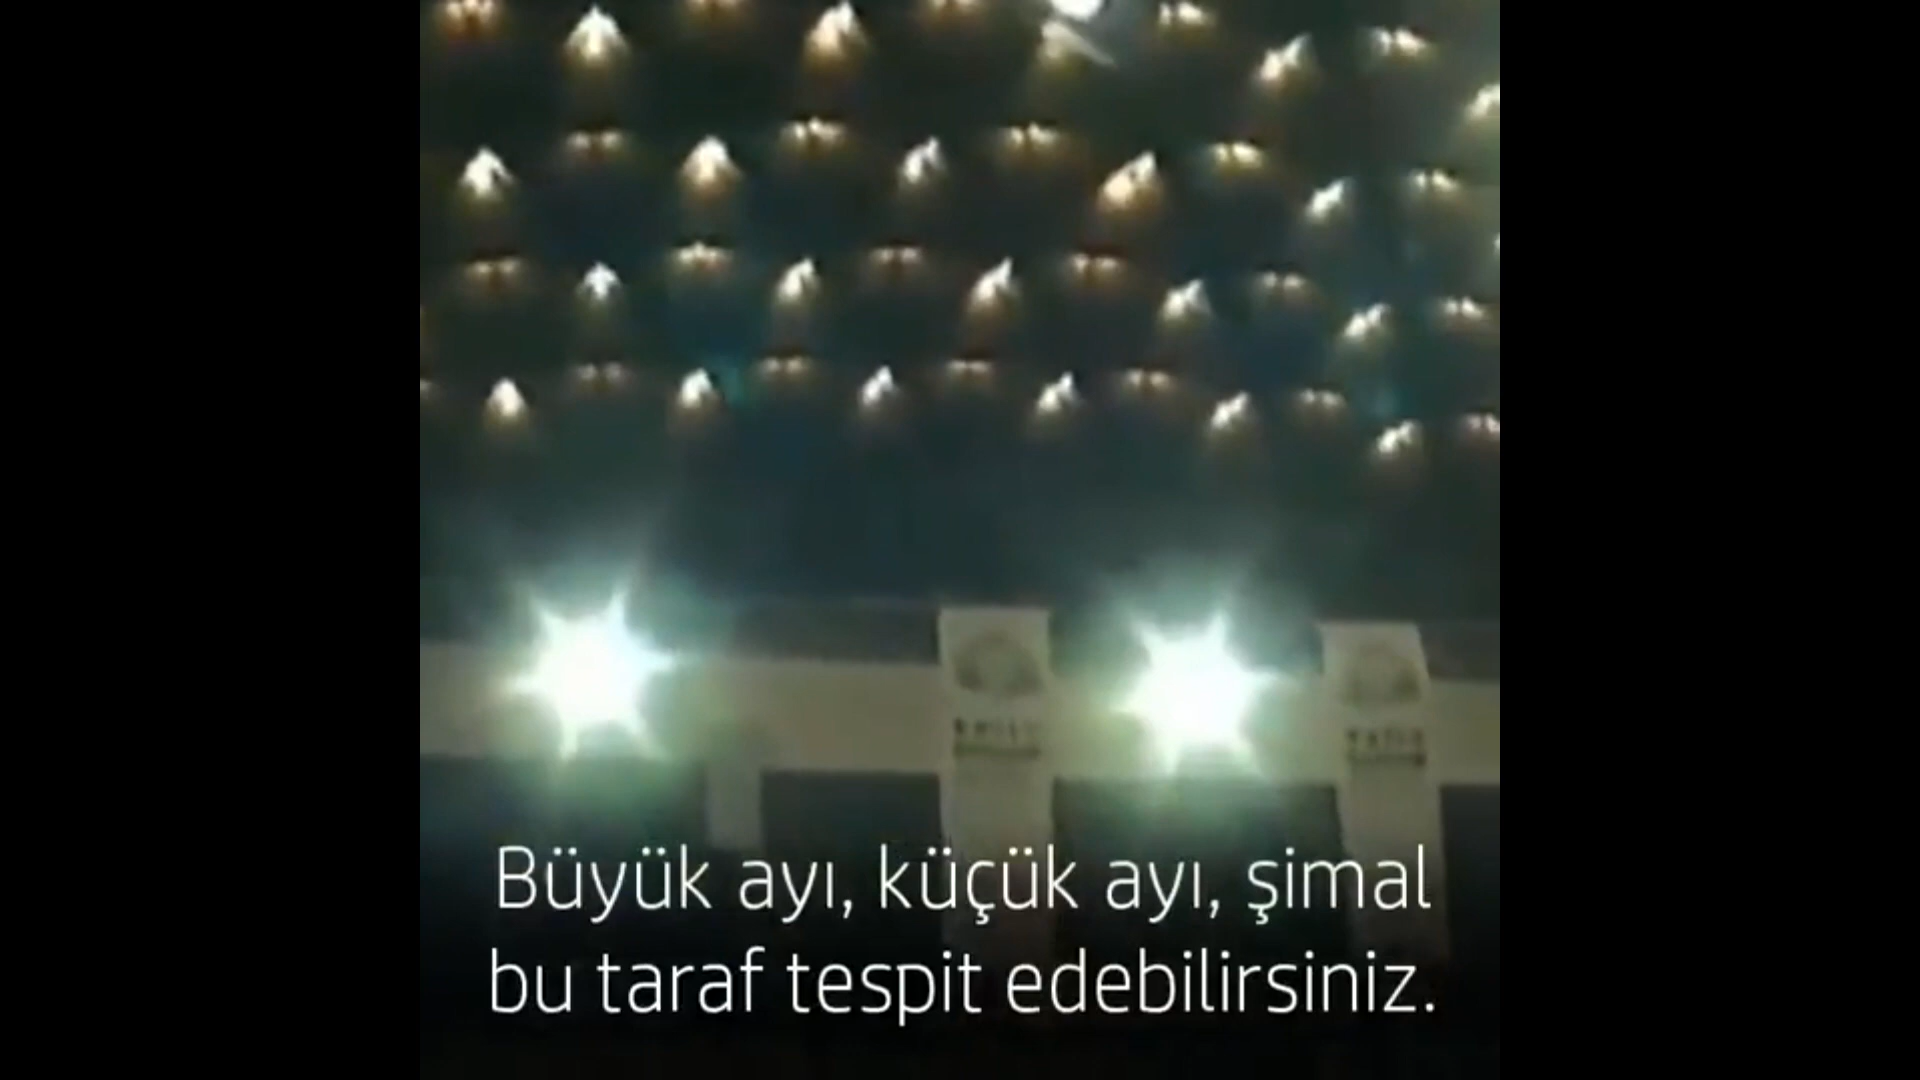 Büyük ayı, küçük ayı, şimal
bu taraf tespit edebilirsiniz.